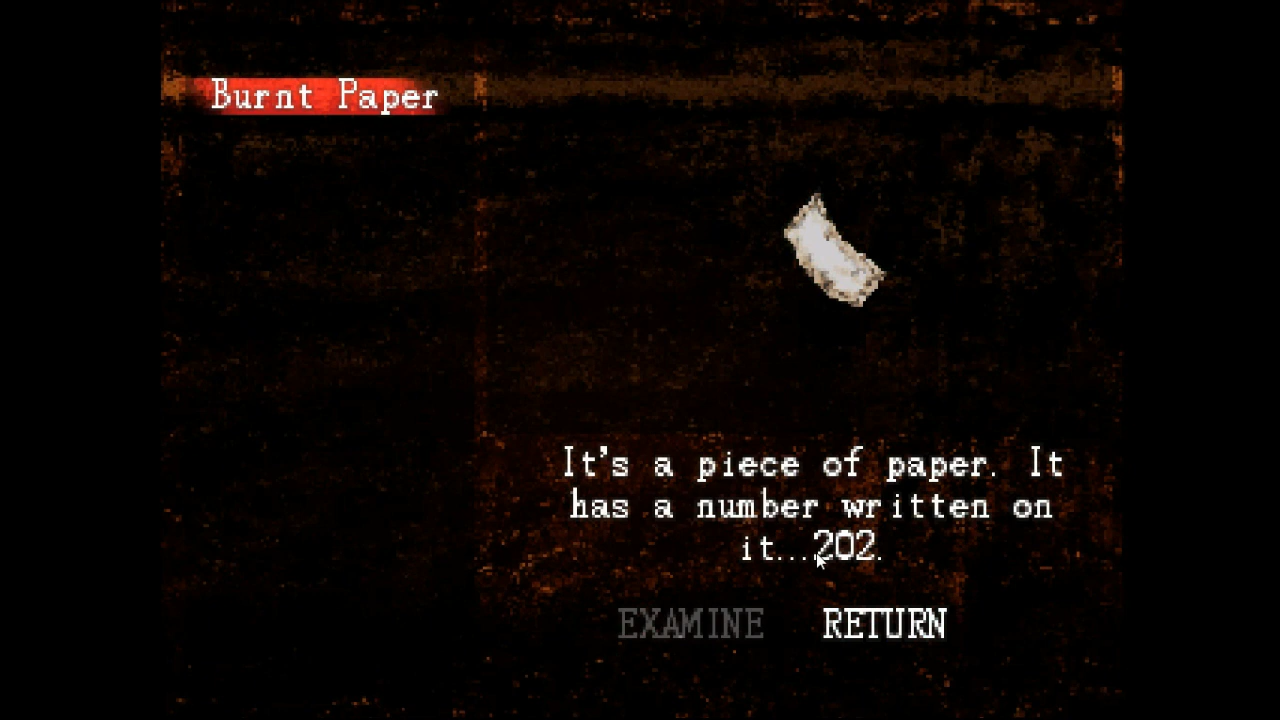 Burnt Paper
It's a piece of paper. It
has a number written on
it...202.
EXAMINE RETURN